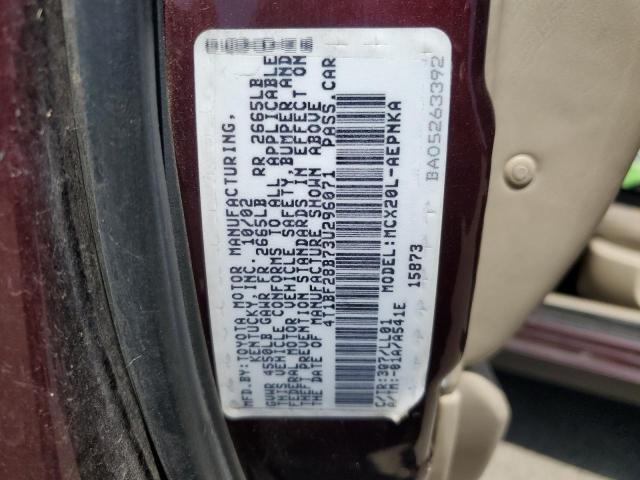 MFD.BY:TOYOTA MOTOR MANUFACTURING,
KENTUCKY, INC. 10/02
GVWR 4550LB GAWR FR 2665LB RR 2665LB
THIS VEHICLE CONFORMS TO ALL APPLICABLE
FEDERAL MOTOR VEHICLE SAFETY,BUMPER AND
THEFT PREVENTION STANDARDS IN EFFECT ON
THE DATE OF MANUFACTURE SHOWN ABOVE
4T1BF28B73U296071 PASS.CAR
MODEL:MCX20L-AEPNKA
C/TR:3Q7/LL01 15873
A/TM:-01A/A541E
BA05263392